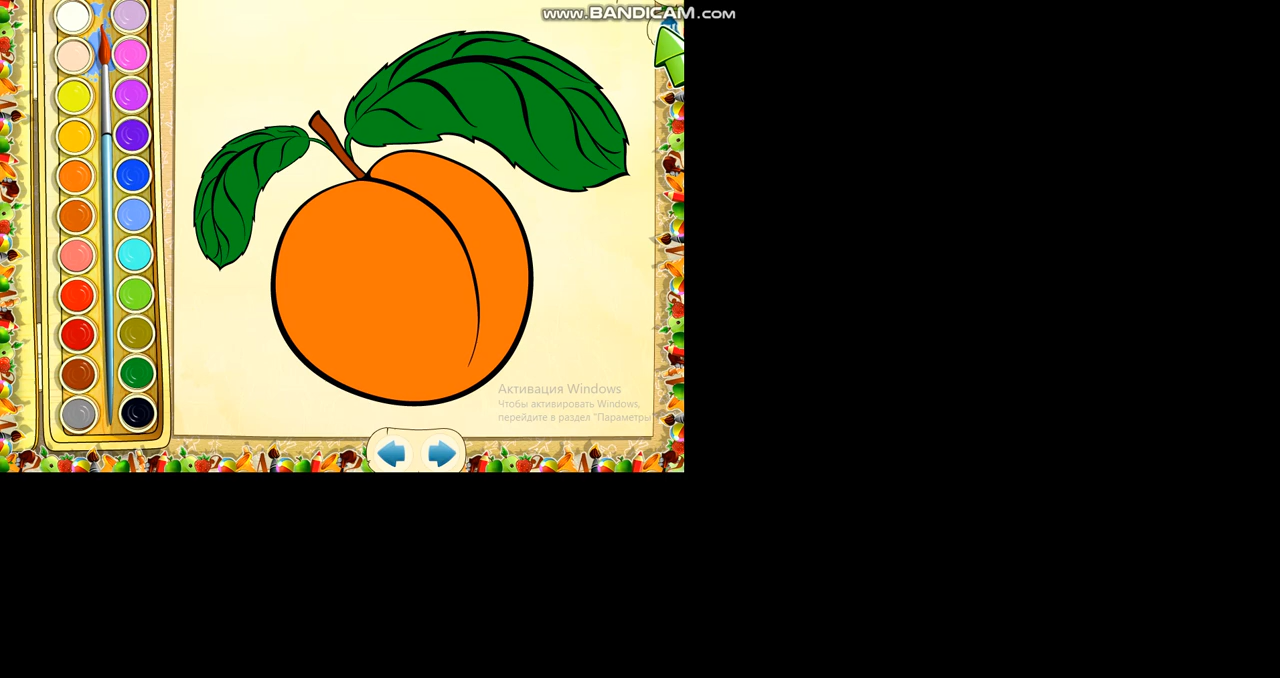 www.BANDICAM.com
Активация Windows
Чтобы активировать Windows,
перейдите в раздел "Параметры